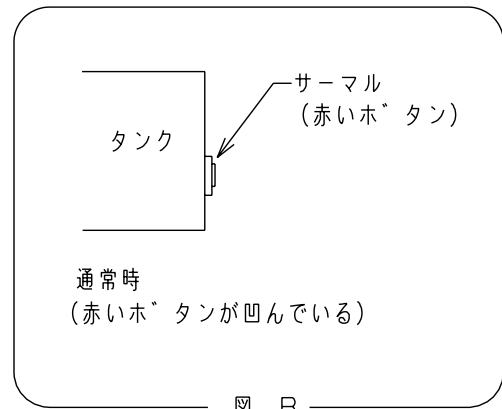 サーマル
(赤いボタン)
タンク
通常時
(赤いボタンが凹んでいる)
図 B